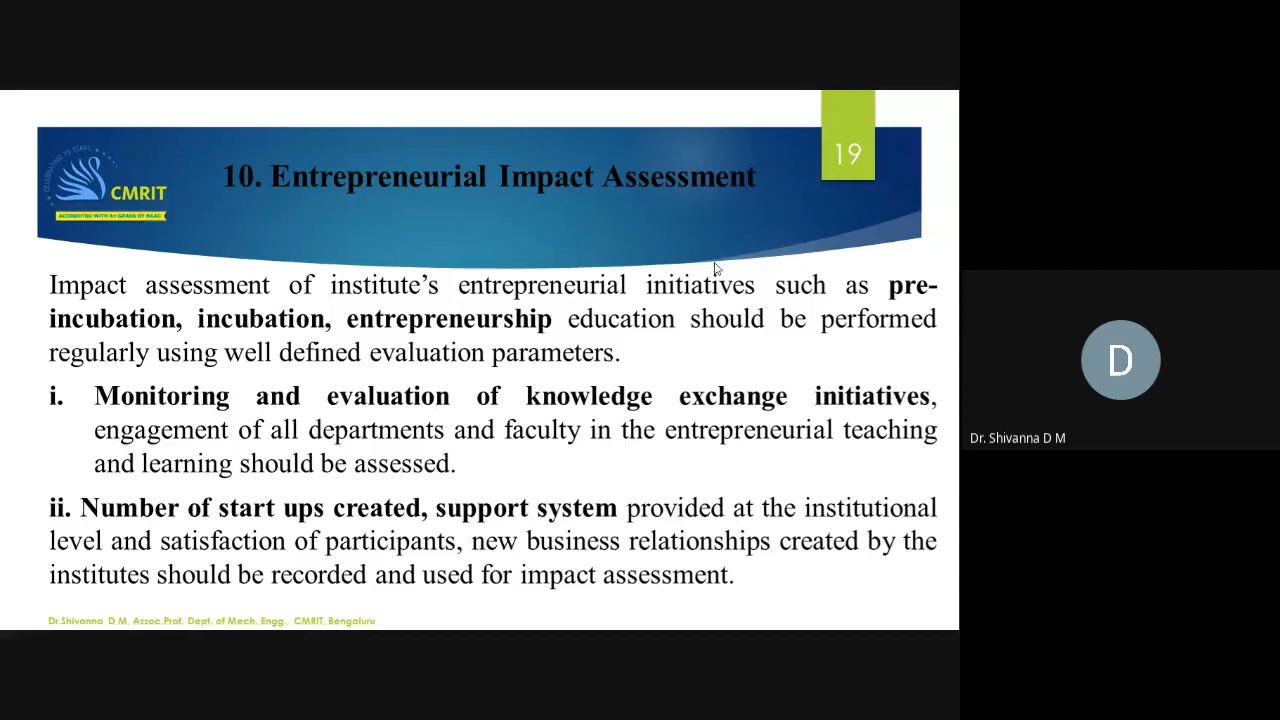 19
CELEBRATING 25 YEARS
CMRIT
ACCREDITED WITH A+ GRADE BY NAAC
10. Entrepreneurial Impact Assessment
Impact assessment of institute’s entrepreneurial initiatives such as pre-
incubation, incubation, entrepreneurship education should be performed
regularly using well defined evaluation parameters.
i. Monitoring and evaluation of knowledge exchange initiatives,
engagement of all departments and faculty in the entrepreneurial teaching
and learning should be assessed.
ii. Number of start ups created, support system provided at the institutional
level and satisfaction of participants, new business relationships created by the
institutes should be recorded and used for impact assessment.
Dr.Shivanna D M, Assoc.Prof. Dept. of Mech. Engg., CMRIT, Bengaluru
D
Dr. Shivanna D M